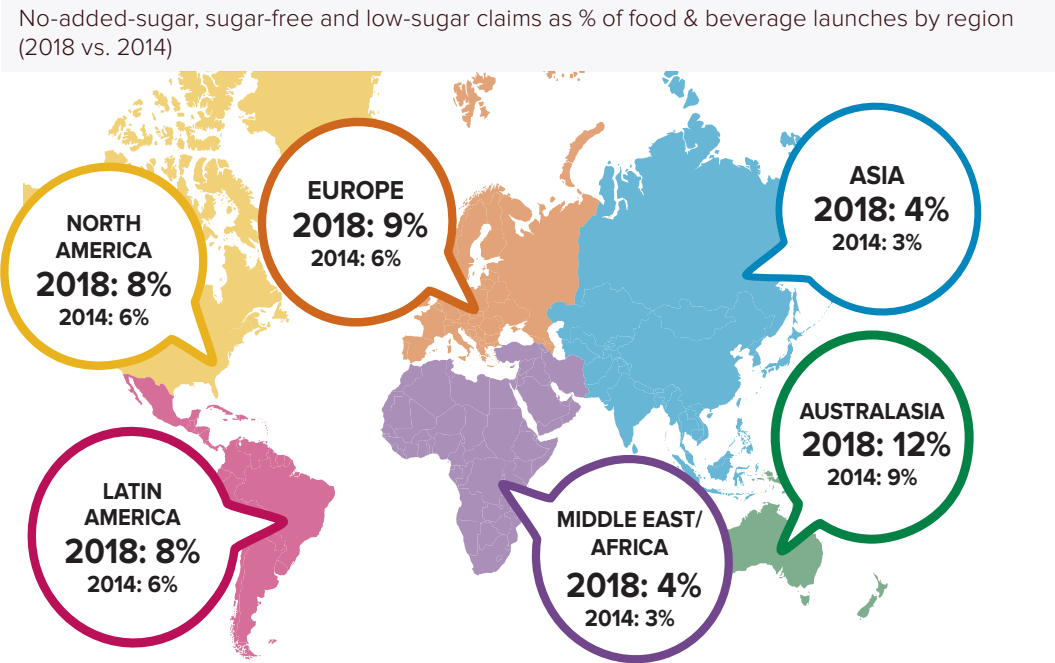 No-added-sugar, sugar-free and low-sugar claims as % of food & beverage launches by region
(2018 vs. 2014)
NORTH
AMERICA
2018: 8%
2014: 6%
EUROPE
2018: 9%
2014: 6%
ASIA
2018: 4%
2014: 3%
LATIN
AMERICA
2018: 8%
2014: 6%
MIDDLE EAST/
AFRICA
2018: 4%
2014: 3%
AUSTRALASIA
2018: 12%
2014: 9%